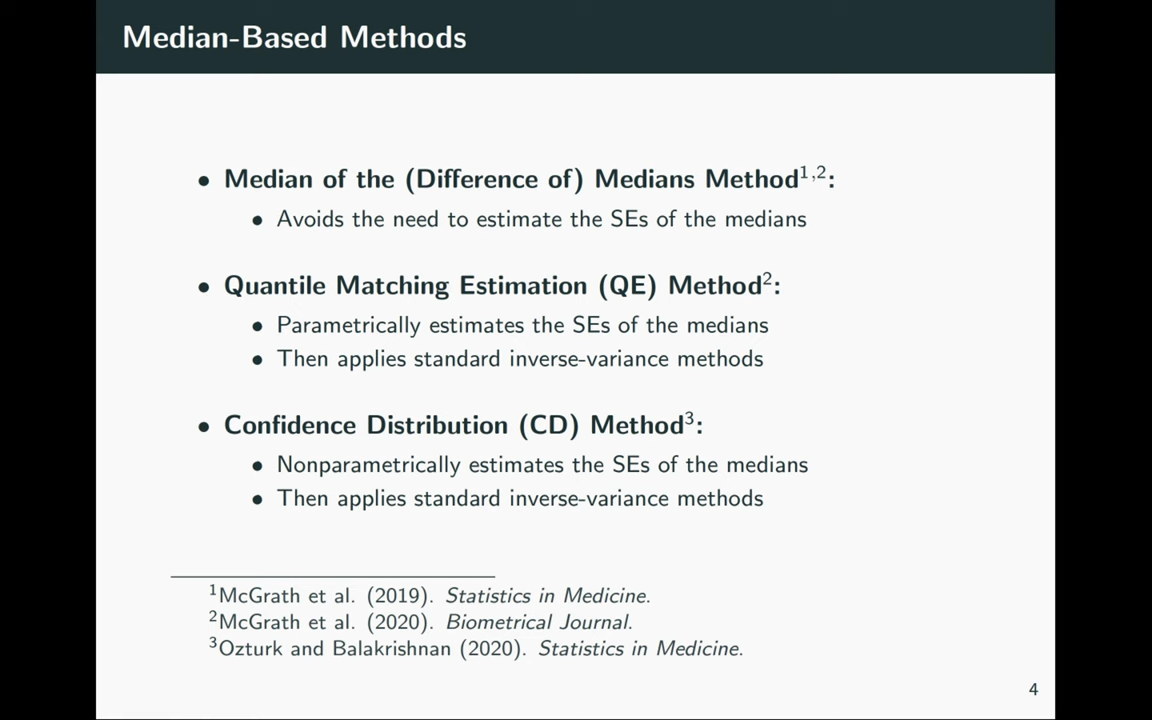 Median-Based Methods
• Median of the (Difference of) Medians Method1,2:
• Avoids the need to estimate the SEs of the medians
• Quantile Matching Estimation (QE) Method2:
• Parametrically estimates the SEs of the medians
• Then applies standard inverse-variance methods
• Confidence Distribution (CD) Method3:
• Nonparametrically estimates the SEs of the medians
• Then applies standard inverse-variance methods
1McGrath et al. (2019). Statistics in Medicine.
2McGrath et al. (2020). Biometrical Journal.
3Ozturk and Balakrishnan (2020). Statistics in Medicine.
4